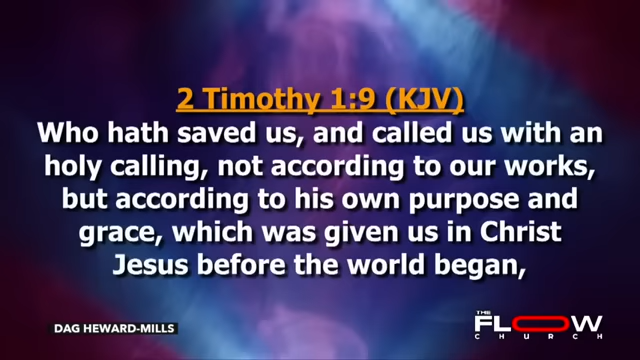 2 Timothy 1:9 (KJV)
Who hath saved us, and called us with an
holy calling, not according to our works,
but according to his own purpose and
grace, which was given us in Christ
Jesus before the world began,
DAG HEWARD-MILLS
THE
FLOW
CHURCH